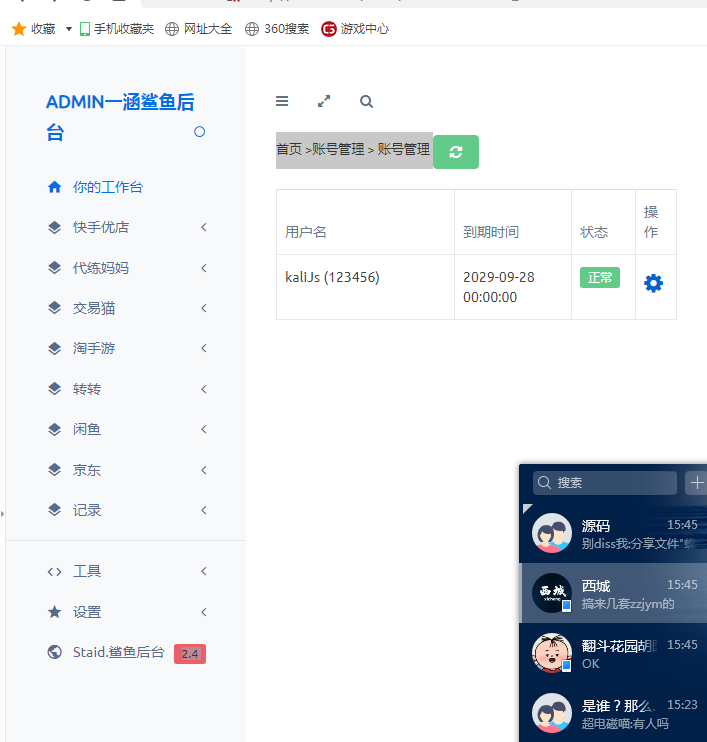 收藏 手机收藏夹 网址大全 360搜索 游戏中心
ADMIN一涵鲨鱼后
台
首页 >账号管理 > 账号管理
你的工作台
快手优店
代练妈妈
交易猫
淘手游
转转
闲鱼
京东
记录
工具
设置
Staid.鲨鱼后台 2.4
用户名 到期时间 状态 操
作
kaliJs (123456) 2029-09-28 正常
00:00:00
搜索
源码 15:45
别diss我:分享文件"
西城 15:45
搞来几套zzjym的
翻斗花园胡 15:45
OK
是谁？那么 15:23
超电磁喵:有人吗
西城
xicheng